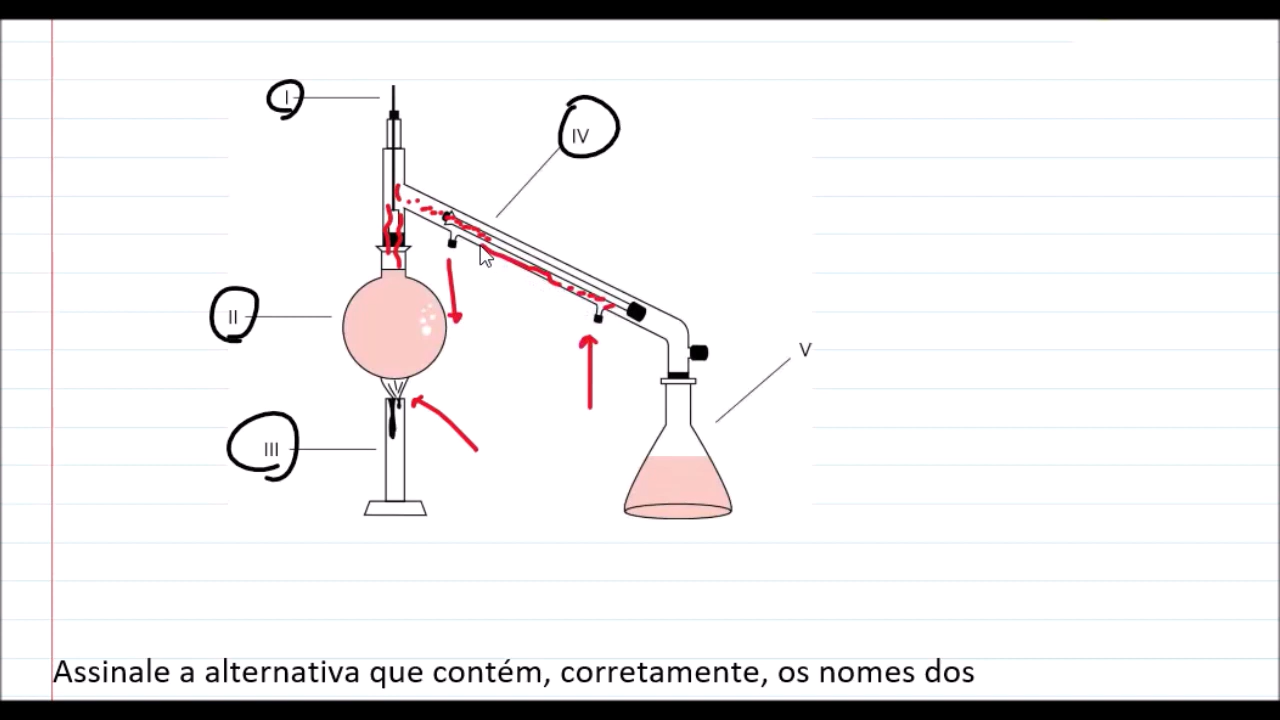 I
IV
II
V
III
Assinale a alternativa que contém, corretamente, os nomes dos